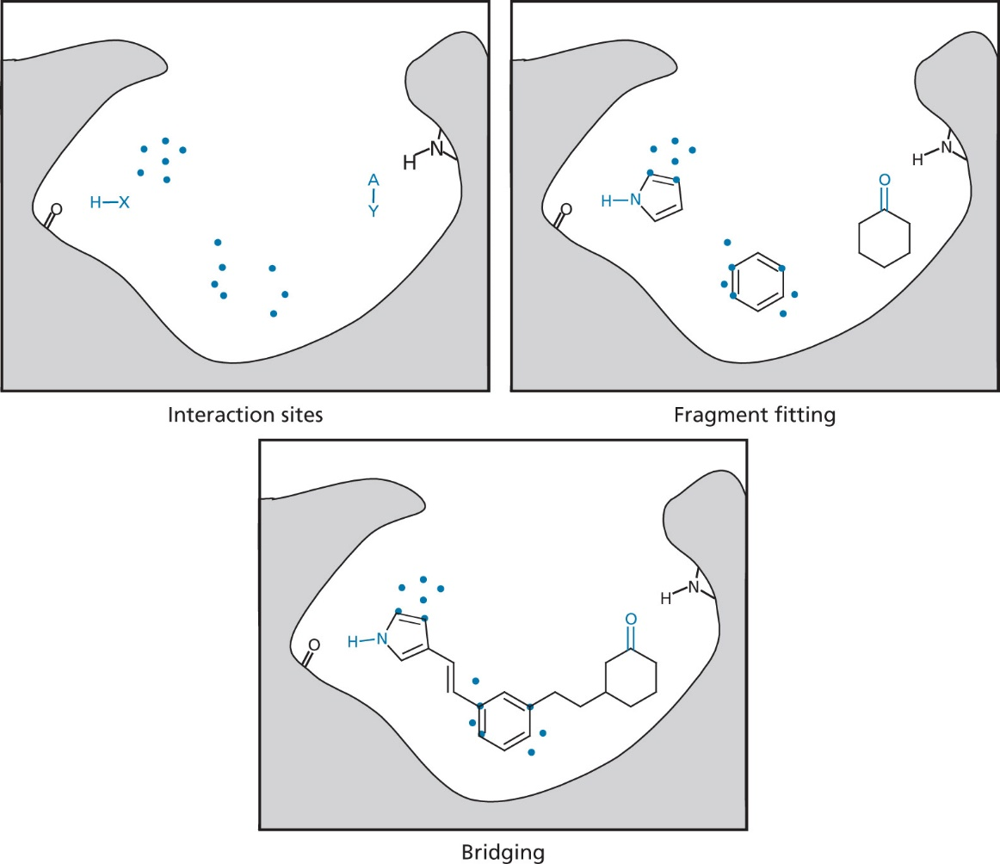 H
N
A
O
H—X
Y
Interaction sites
H
N
O
H—N
O
Fragment fitting
H
N
O
O
H—N
Bridging